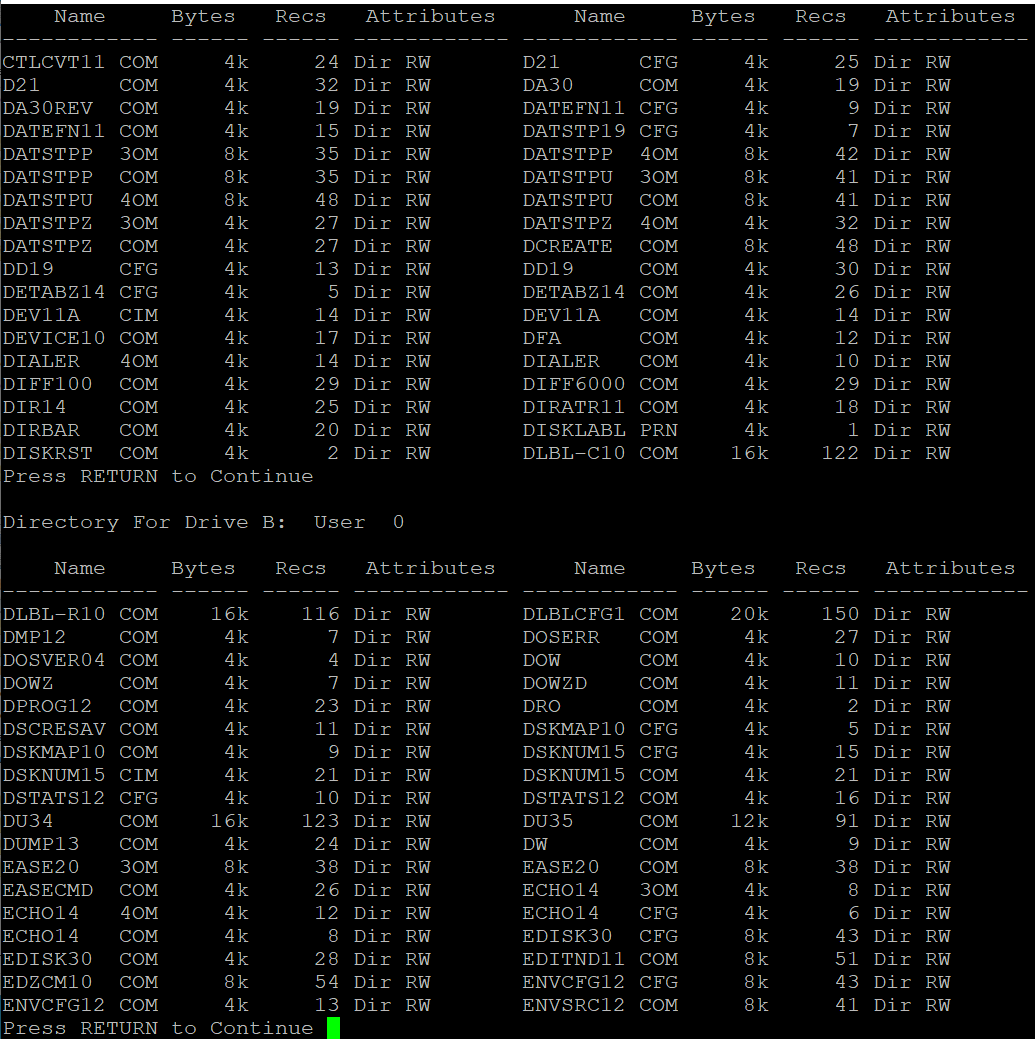 Name     Bytes   Recs   Attributes      Name     Bytes   Recs   Attributes
------------ ------ ------ ------------ ------------ ------ ------ ------------
CTLCVT11 COM     4k     24 Dir RW       D21      CFG     4k     25 Dir RW
D21      COM     4k     32 Dir RW       DA30     COM     4k     19 Dir RW
DA30REV  COM     4k     19 Dir RW       DATEFN11 CFG     4k      9 Dir RW
DATEFN11 COM     4k     15 Dir RW       DATSTP19 CFG     4k      7 Dir RW
DATSTPP  3OM     8k     35 Dir RW       DATSTPP  4OM     8k     42 Dir RW
DATSTPP  COM     8k     35 Dir RW       DATSTPU  3OM     8k     41 Dir RW
DATSTPU  4OM     8k     48 Dir RW       DATSTPU  COM     8k     41 Dir RW
DATSTPZ  3OM     4k     27 Dir RW       DATSTPZ  4OM     4k     32 Dir RW
DATSTPZ  COM     4k     27 Dir RW       DCREATE  COM     8k     48 Dir RW
DD19     CFG     4k     13 Dir RW       DD19     COM     4k     30 Dir RW
DETABZ14 CFG     4k      5 Dir RW       DETABZ14 COM     4k     26 Dir RW
DEV11A   CIM     4k     14 Dir RW       DEV11A   COM     4k     14 Dir RW
DEVICE10 COM     4k     17 Dir RW       DFA      COM     4k     12 Dir RW
DIALER   4OM     4k     14 Dir RW       DIALER   COM     4k     10 Dir RW
DIFF100  COM     4k     29 Dir RW       DIFF6000 COM     4k     29 Dir RW
DIR14    COM     4k     25 Dir RW       DIRATR11 COM     4k     18 Dir RW
DIRBAR   COM     4k     20 Dir RW       DISKLABL PRN     4k      1 Dir RW
DISKRST  COM     4k      2 Dir RW       DLBL-C10 COM    16k    122 Dir RW
Press RETURN to Continue
Directory For Drive B:  User  0
    Name     Bytes   Recs   Attributes      Name     Bytes   Recs   Attributes
------------ ------ ------ ------------ ------------ ------ ------ ------------
DLBL-R10 COM    16k    116 Dir RW       DLBLCFG1 COM    20k    150 Dir RW
DMP12    COM     4k      7 Dir RW       DOSERR   COM     4k     27 Dir RW
DOSVER04 COM     4k      4 Dir RW       DOW      COM     4k     10 Dir RW
DOWZ     COM     4k      7 Dir RW       DOWZD    COM     4k     11 Dir RW
DPROG12  COM     4k     23 Dir RW       DRO      COM     4k      2 Dir RW
DSCRESAV COM     4k     11 Dir RW       DSKMAP10 CFG     4k      5 Dir RW
DSKMAP10 COM     4k      9 Dir RW       DSKNUM15 CFG     4k     15 Dir RW
DSKNUM15 CIM     4k     21 Dir RW       DSKNUM15 COM     4k     21 Dir RW
DSTATS12 CFG     4k     10 Dir RW       DSTATS12 COM     4k     16 Dir RW
DU34     COM    16k    123 Dir RW       DU35     COM    12k     91 Dir RW
DUMP13   COM     4k     24 Dir RW       DW       COM     4k      9 Dir RW
EASE20   3OM     8k     38 Dir RW       EASE20   COM     8k     38 Dir RW
EASECMD  COM     4k     26 Dir RW       ECHO14   3OM     4k      8 Dir RW
ECHO14   4OM     4k     12 Dir RW       ECHO14   CFG     4k      6 Dir RW
ECHO14   COM     4k      8 Dir RW       EDISK30  CFG     8k     43 Dir RW
EDISK30  COM     4k     28 Dir RW       EDITND11 COM     8k     51 Dir RW
EDZCM10  COM     8k     54 Dir RW       ENVCFG12 CFG     8k     43 Dir RW
ENVCFG12 COM     4k     13 Dir RW       ENVSRC12 COM     8k     41 Dir RW
Press RETURN to Continue